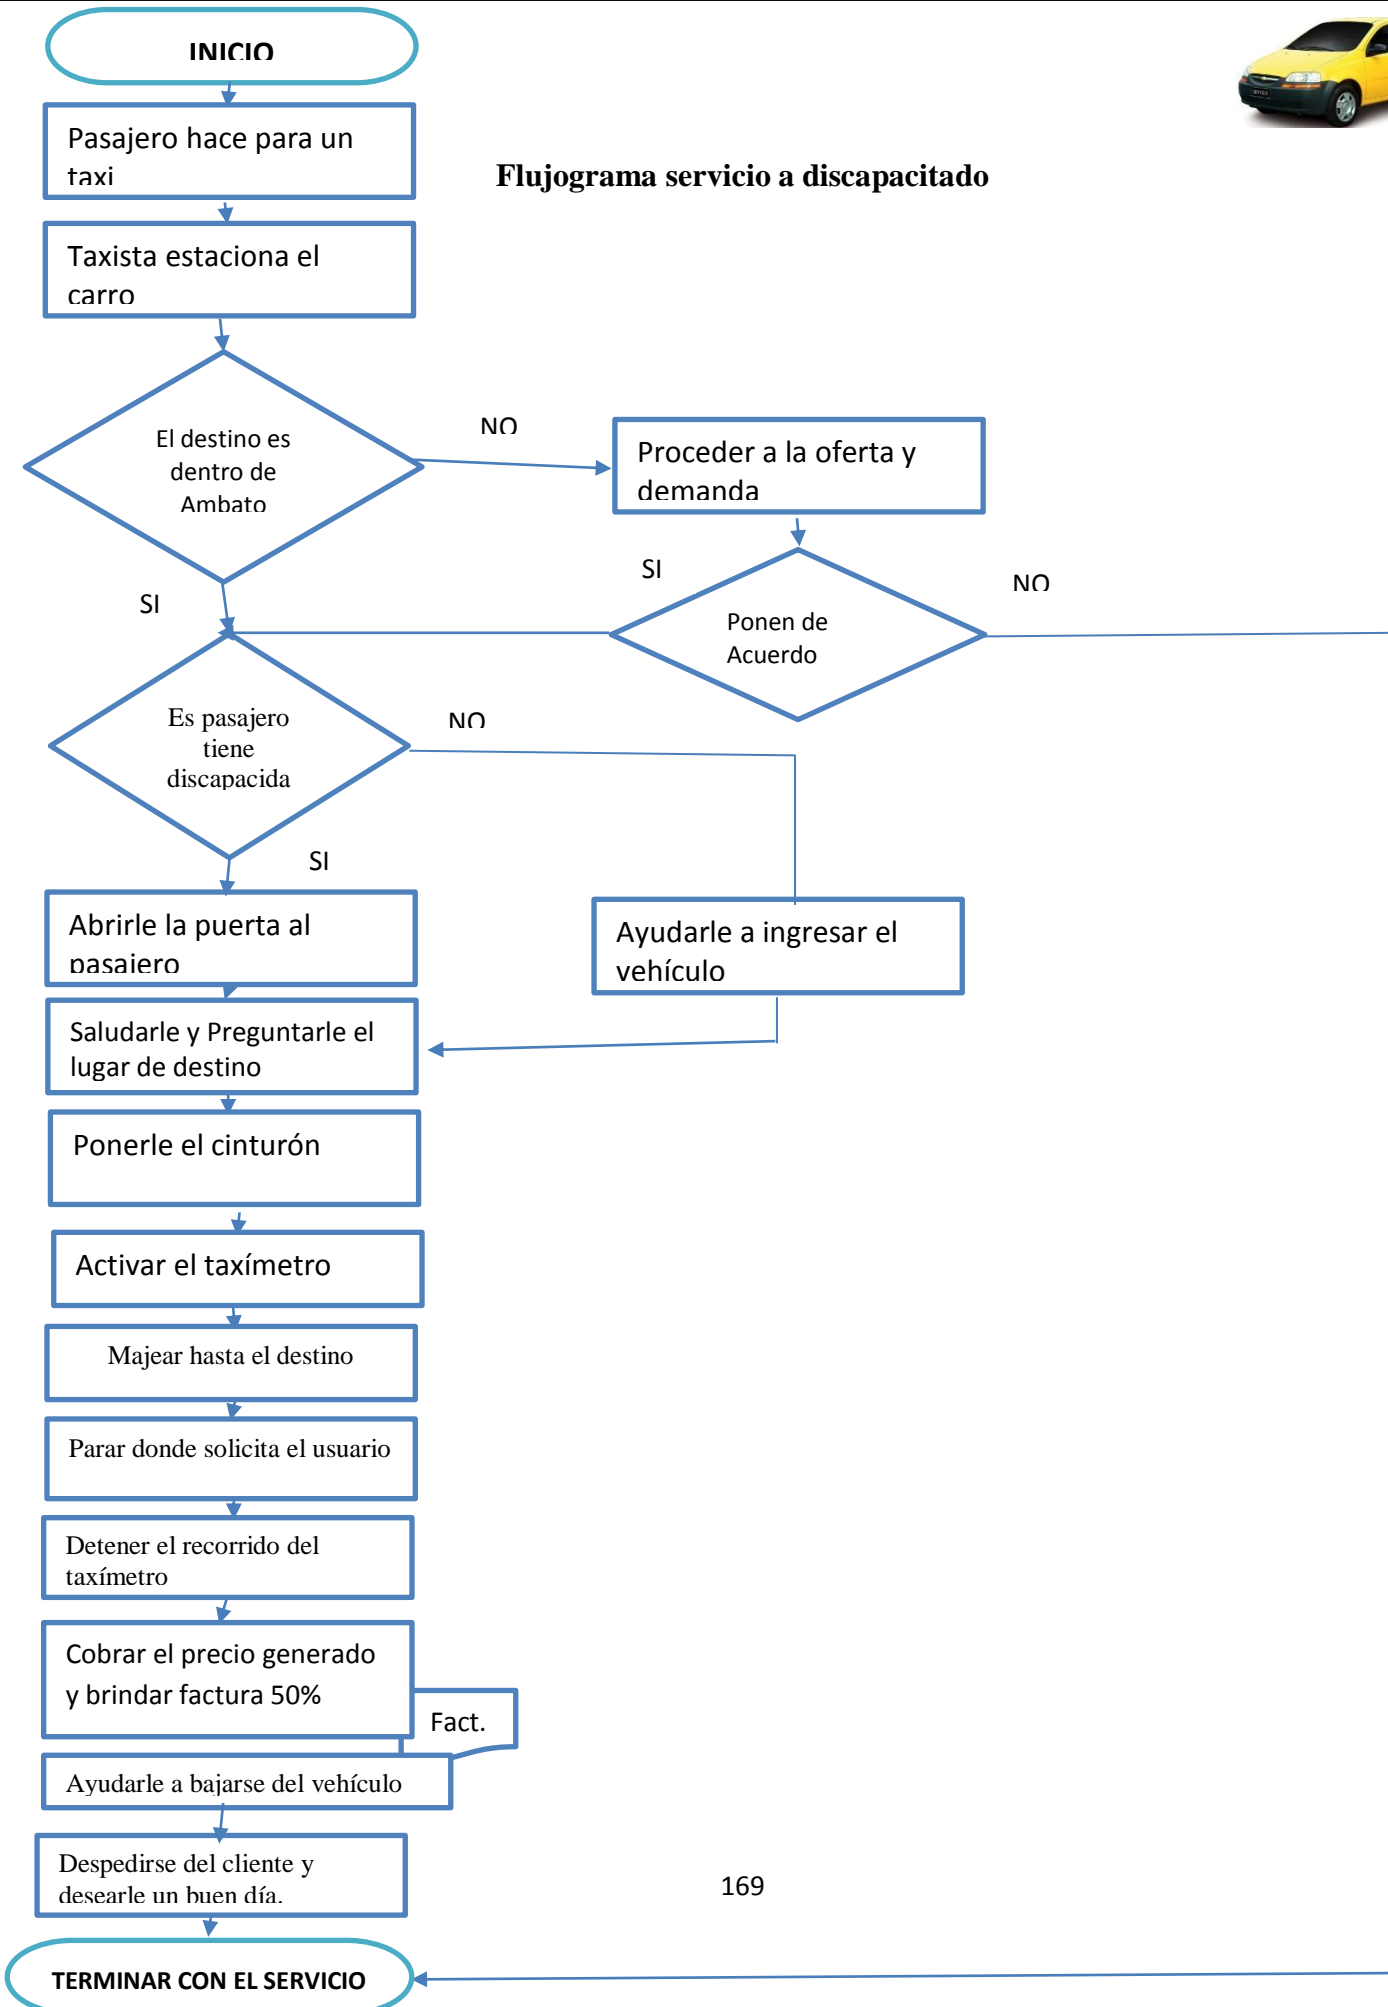 INICIO
Pasajero hace para un
taxi
Flujograma servicio a discapacitado
Taxista estaciona el
carro
El destino es
dentro de
Ambato
NO
Proceder a la oferta y
demanda
SI
SI
Ponen de
Acuerdo
NO
Es pasajero
tiene
discapacida
NO
SI
Abrirle la puerta al
pasajero
Ayudarle a ingresar el
vehículo
Saludarle y Preguntarle el
lugar de destino
Ponerle el cinturón
Activar el taxímetro
Majear hasta el destino
Parar donde solicita el usuario
Detener el recorrido del
taxímetro
Cobrar el precio generado
y brindar factura 50%
Fact.
Ayudarle a bajarse del vehículo
Despedirse del cliente y
desearle un buen día.
169
TERMINAR CON EL SERVICIO